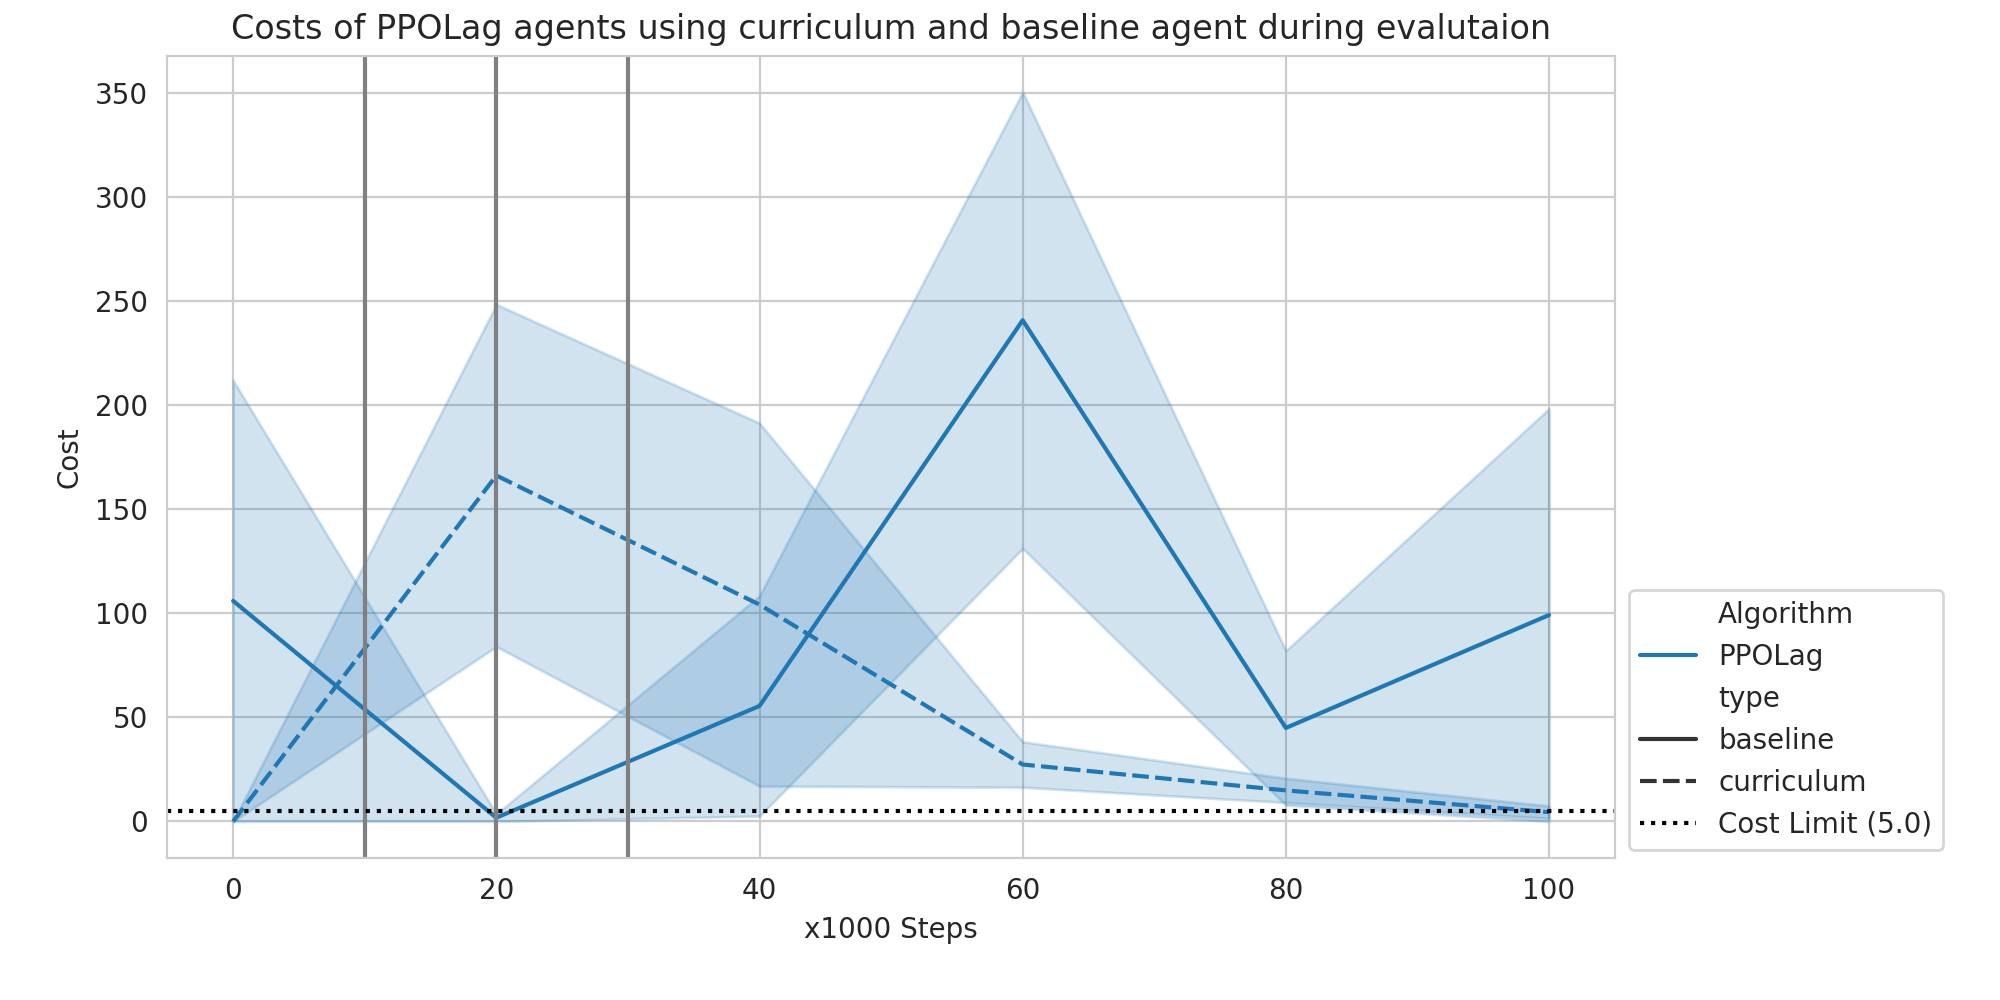 Costs of PPOLag agents using curriculum and baseline agent during evalutaion
350
300
250
200
150
100
50
0
Cost
0 20 40 60 80 100
x1000 Steps
Algorithm
PPOLag
type
baseline
curriculum
Cost Limit (5.0)